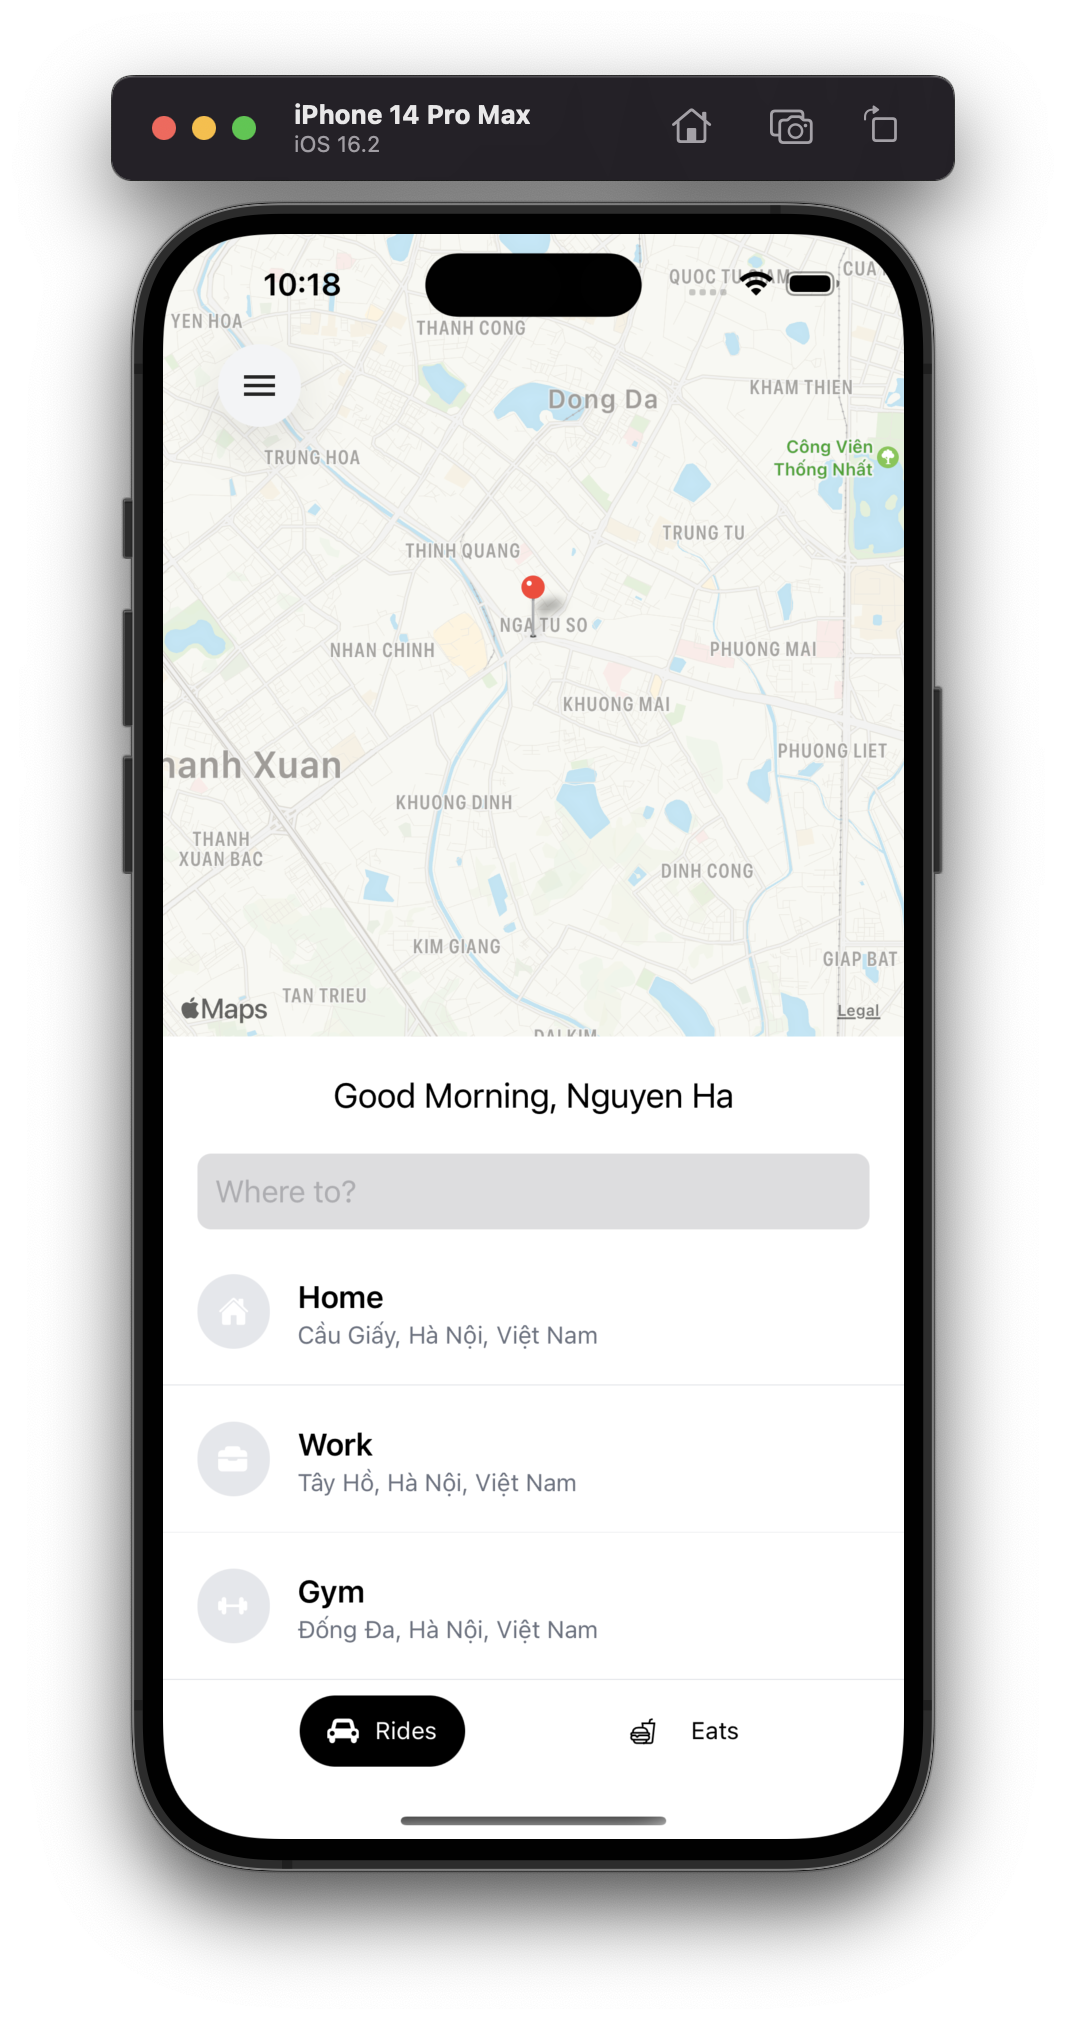 iPhone 14 Pro Max
iOS 16.2
10:18
QUOC TU GIAM
CUA
YEN HOA
THANH CONG
Dong Da
KHAM THIEN
Công Viên
Thống Nhất
TRUNG HOA
TRUNG TU
THINH QUANG
NGA TU SO
NHAN CHINH
PHUONG MAI
KHUONG MAI
PHUONG LIET
hanh Xuan
KHUONG DINH
THANH
XUAN BAC
DINH CONG
KIM GIANG
GIAP BAT
TAN TRIEU
Maps
Legal
DAI KIM
Good Morning, Nguyen Ha
Where to?
Home
Cầu Giấy, Hà Nội, Việt Nam
Work
Tây Hồ, Hà Nội, Việt Nam
Gym
Đống Đa, Hà Nội, Việt Nam
Rides
Eats